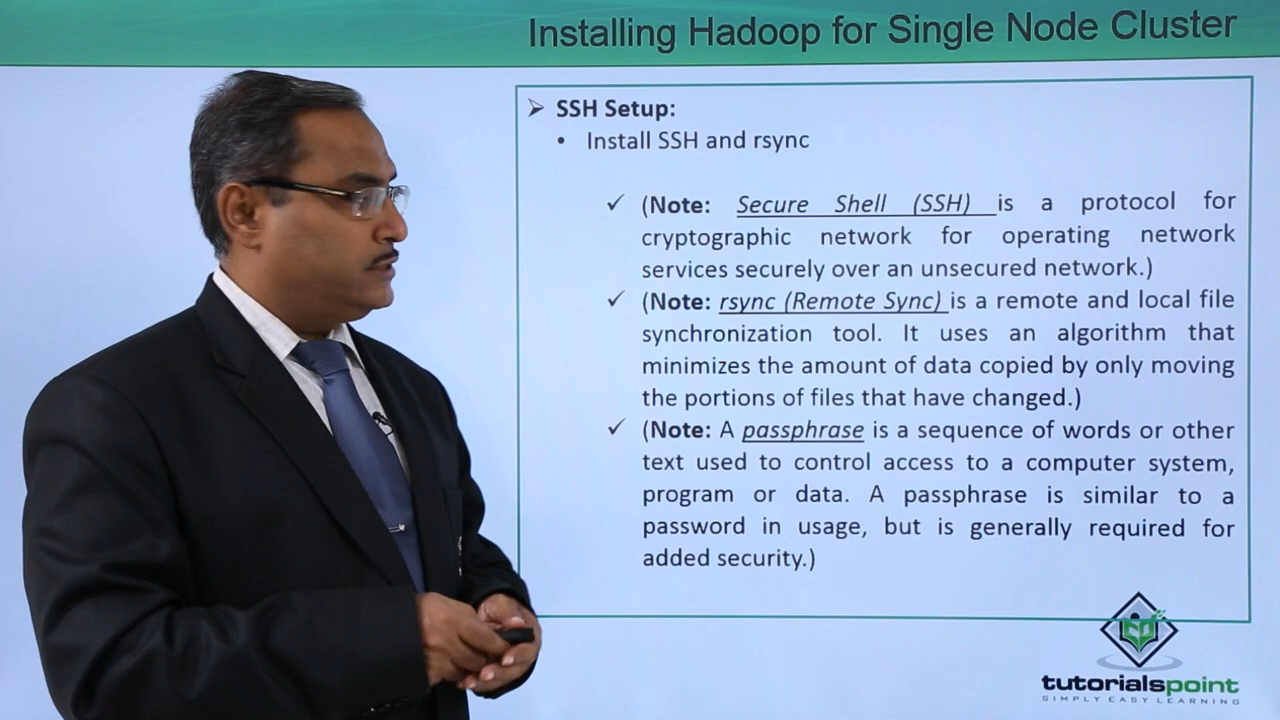 Installing Hadoop for Single Node Cluster
➢ SSH Setup:
• Install SSH and rsync
✓ (Note: Secure Shell (SSH) is a protocol for
cryptographic network for operating network
services securely over an unsecured network.)
✓ (Note: rsync (Remote Sync) is a remote and local file
synchronization tool. It uses an algorithm that
minimizes the amount of data copied by only moving
the portions of files that have changed.)
✓ (Note: A passphrase is a sequence of words or other
text used to control access to a computer system,
program or data. A passphrase is similar to a
password in usage, but is generally required for
added security.)
tutorialspoint
SIMPLY EASY LEARNING